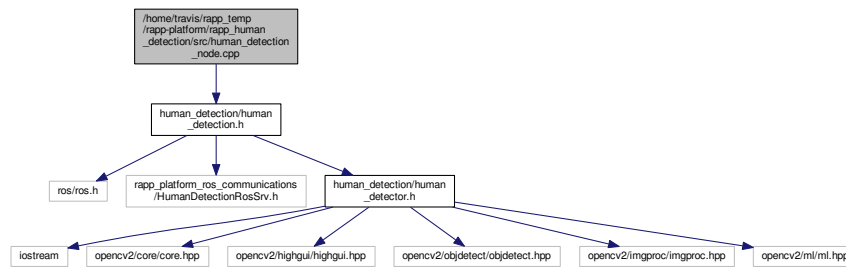 /home/travis/rapp_temp
/rapp-platform/rapp_human
_detection/src/human_detection
_node.cpp
human_detection/human
_detection.h
ros/ros.h
rapp_platform_ros_communications
/HumanDetectionRosSrv.h
human_detection/human
_detector.h
iostream
opencv2/core/core.hpp
opencv2/highgui/highgui.hpp
opencv2/objdetect/objdetect.hpp
opencv2/imgproc/imgproc.hpp
opencv2/ml/ml.hpp